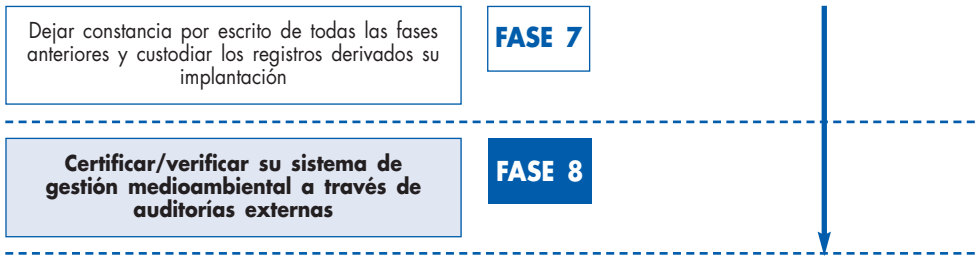 Dejar constancia por escrito de todas las fases
anteriores y custodiar los registros derivados su
implantación
FASE 7
Certificar/verificar su sistema de
gestión medioambiental a través de
auditorías externas
FASE 8